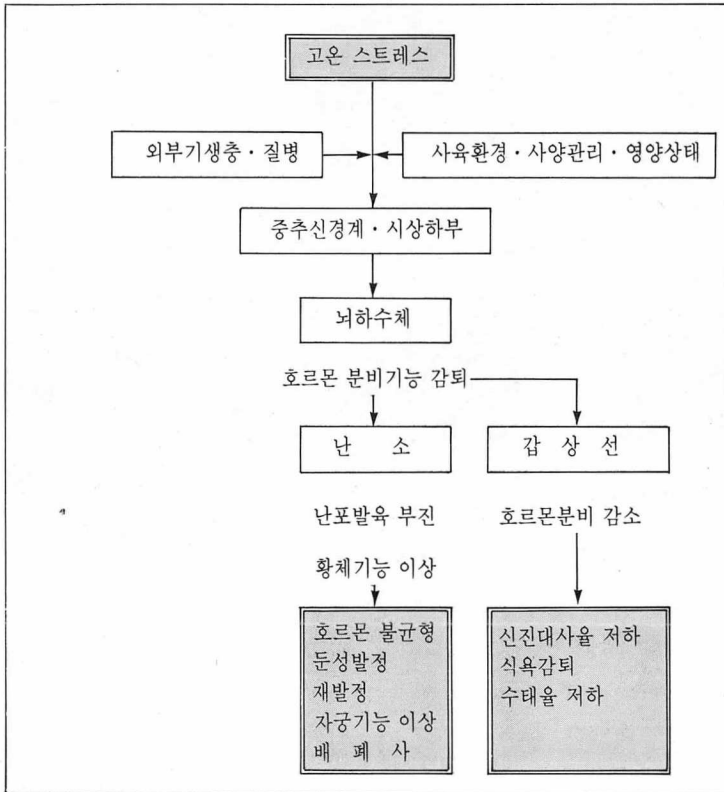 고온 스트레스
외부기생충·질병
사육환경·사양관리·영양상태
중추신경계·시상하부
뇌하수체
호르몬 분비기능 감퇴
난 소
갑 상 선
난포발육 부진
황체기능 이상
호르몬분비 감소
호르몬 불균형
둔성발정
재발정
자궁기능 이상
배 폐 사
신진대사율 저하
식욕감퇴
수태율 저하